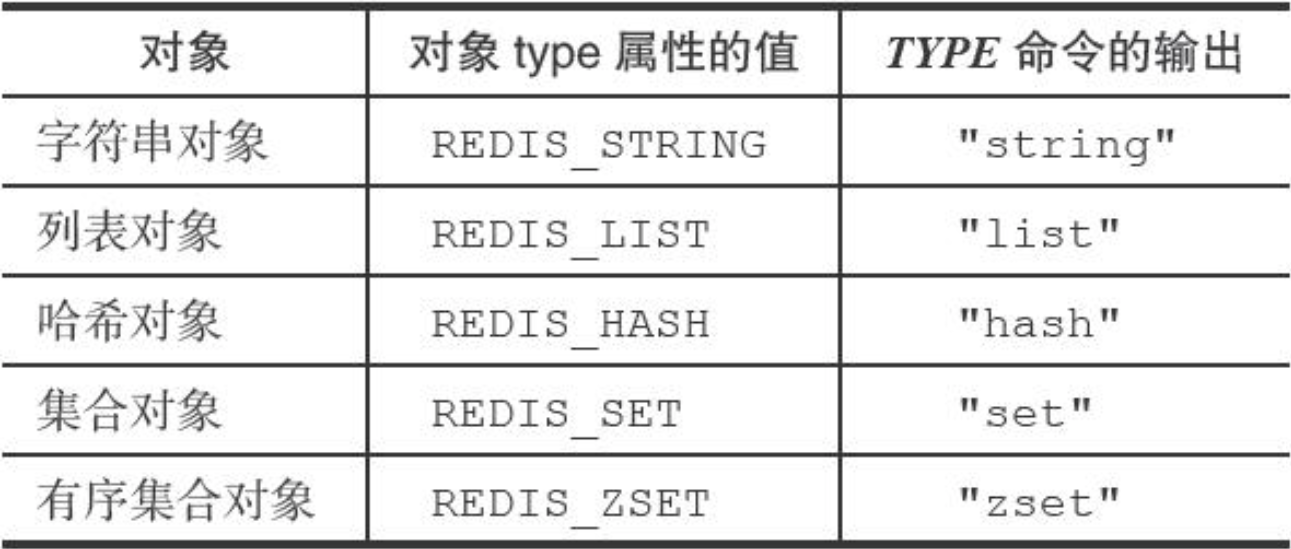 对象 对象 type 属性的值 TYPE 命令的输出
字符串对象 REDIS_STRING "string"
列表对象 REDIS_LIST "list"
哈希对象 REDIS_HASH "hash"
集合对象 REDIS_SET "set"
有序集合对象 REDIS_ZSET "zset"